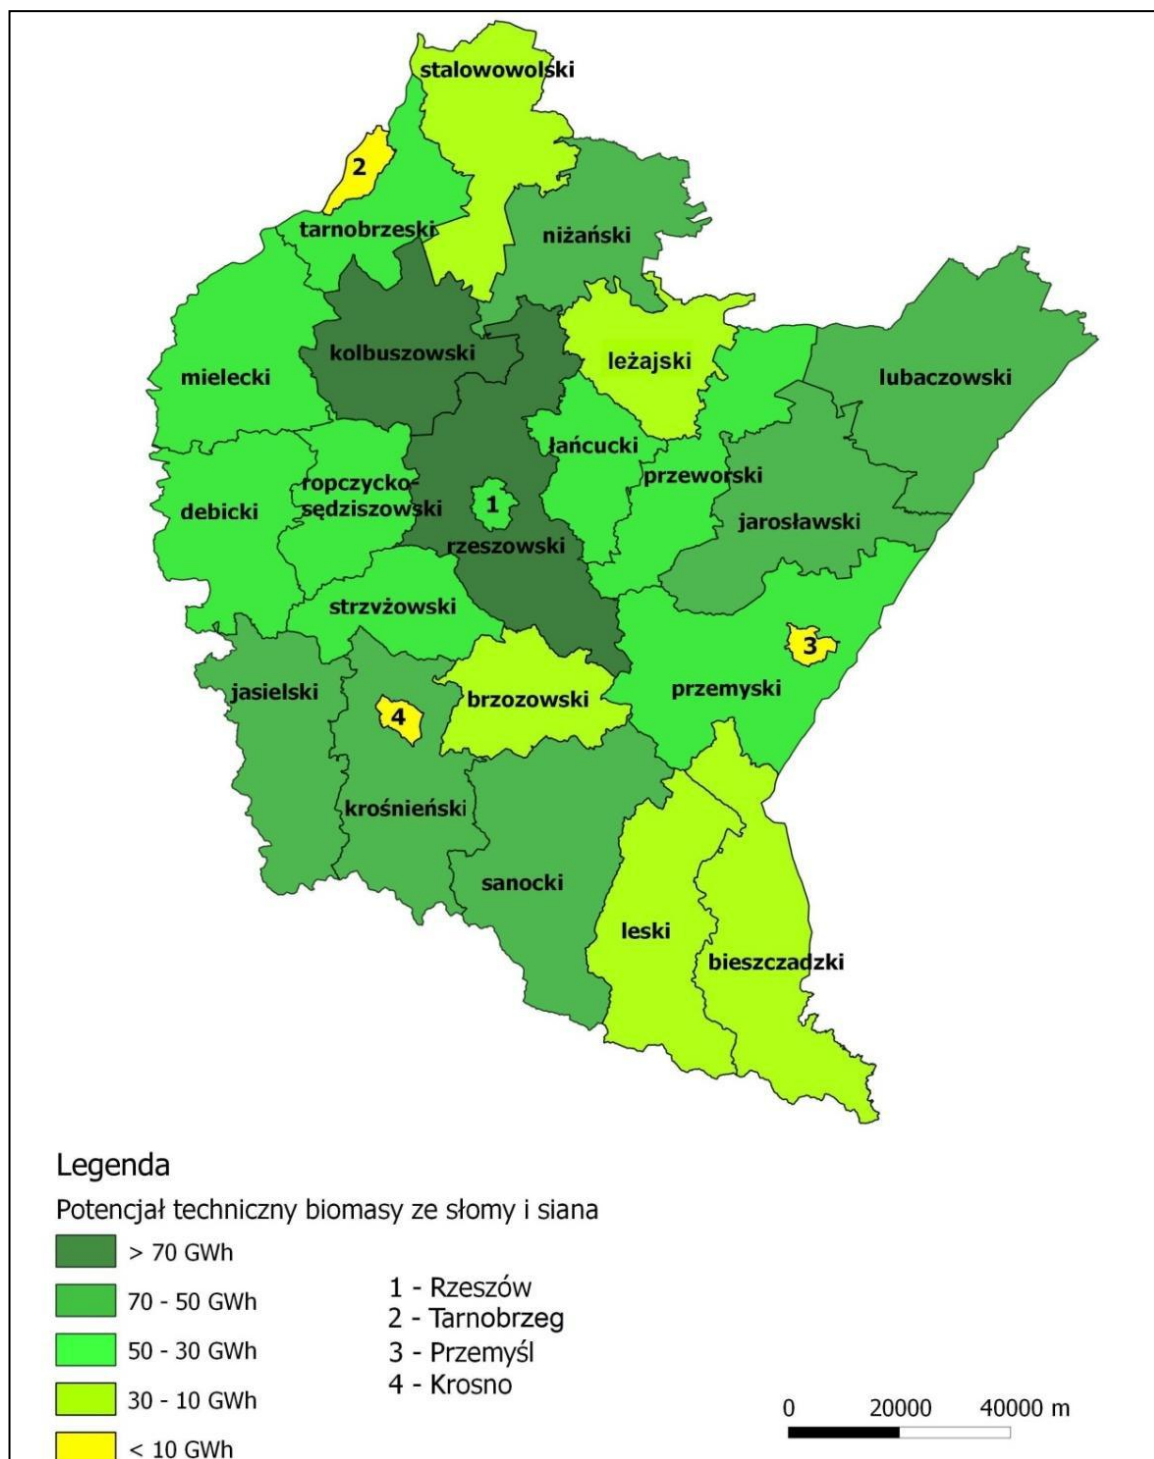 stalowowolski
2
tarnobrzeski
niżański
kolbuszowski
leżajski
mielecki
lubaczowski
łańcucki
ropczycko-
sędziszowski
przeworski
debicki
1
jarosławski
rzeszowski
strzvżowski
3
jasielski
przemyski
brzozowski
4
krośnieński
sanocki
leski
bieszczadzki
Legenda
Potencjał techniczny biomasy ze słomy i siana
> 70 GWh
70 - 50 GWh
50 - 30 GWh
30 - 10 GWh
< 10 GWh
1 - Rzeszów
2 - Tarnobrzeg
3 - Przemyśl
4 - Krosno
0 20000 40000 m